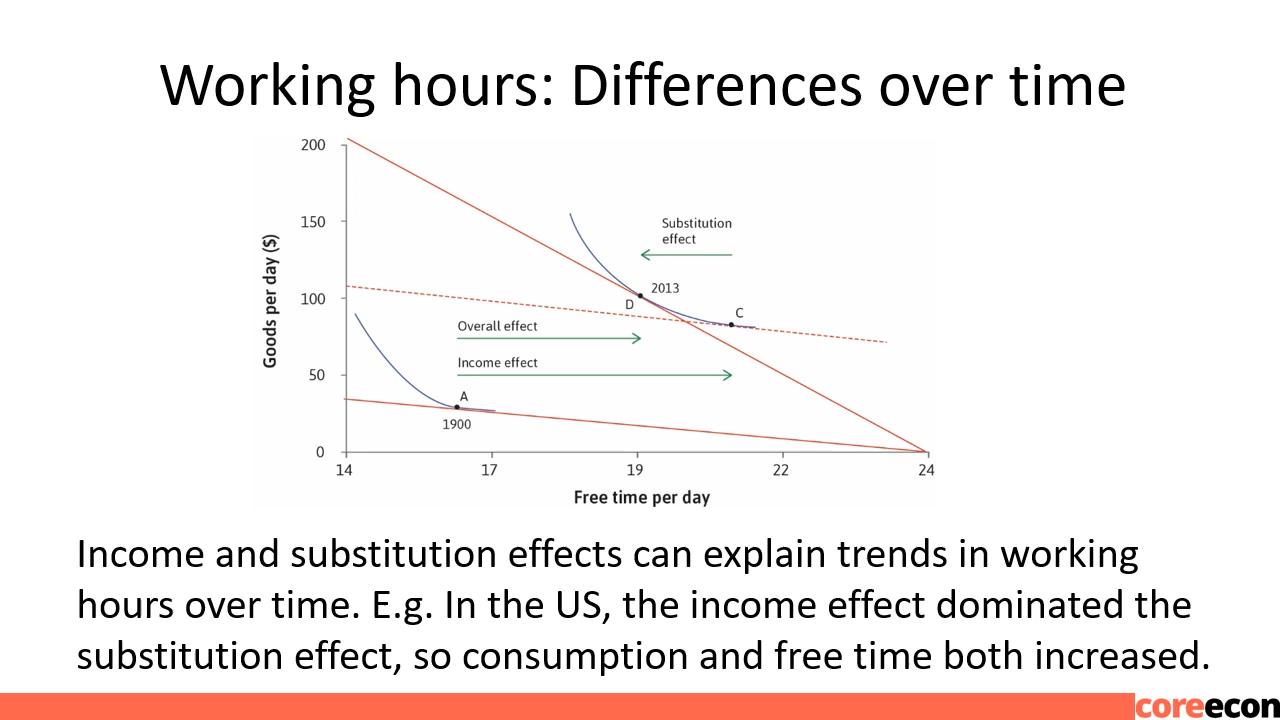 Working hours: Differences over time
200
150
100
50
0
Goods per day ($)
Substitution
effect
2013
D
C
Overall effect
Income effect
A
1900
14
17
19
22
24
Free time per day
Income and substitution effects can explain trends in working
hours over time. E.g. In the US, the income effect dominated the
substitution effect, so consumption and free time both increased.
coreecon